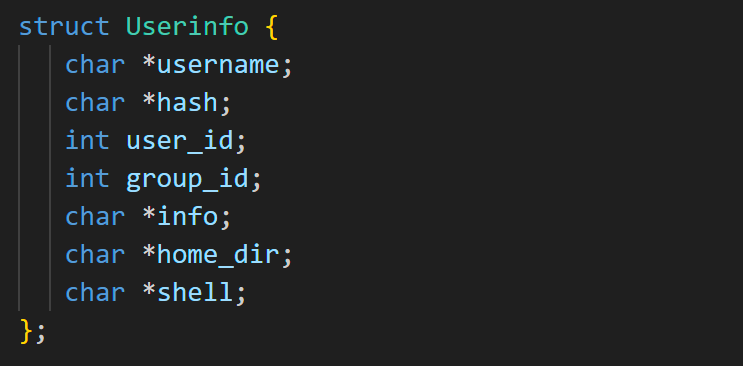 struct Userinfo {
char *username;
char *hash;
int user_id;
int group_id;
char *info;
char *home_dir;
char *shell;
};